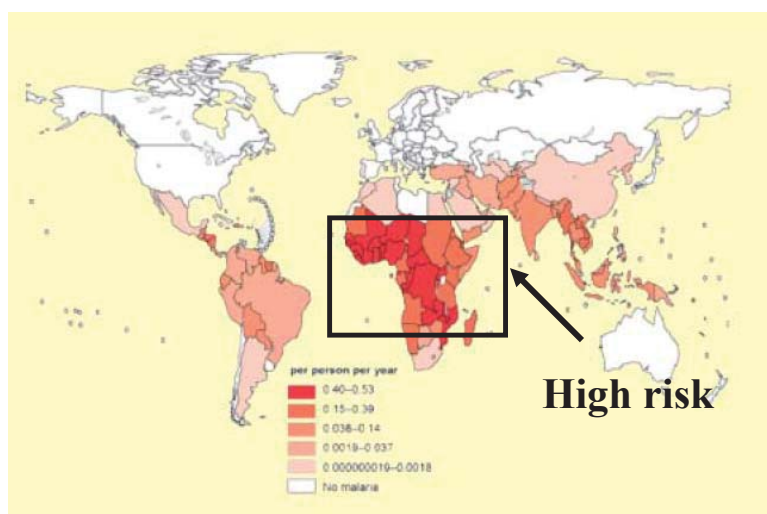 High risk
per person per year
0.40–0.53
0.15–0.39
0.038–0.14
0.0019–0.037
0.000000019–0.0018
No malaria